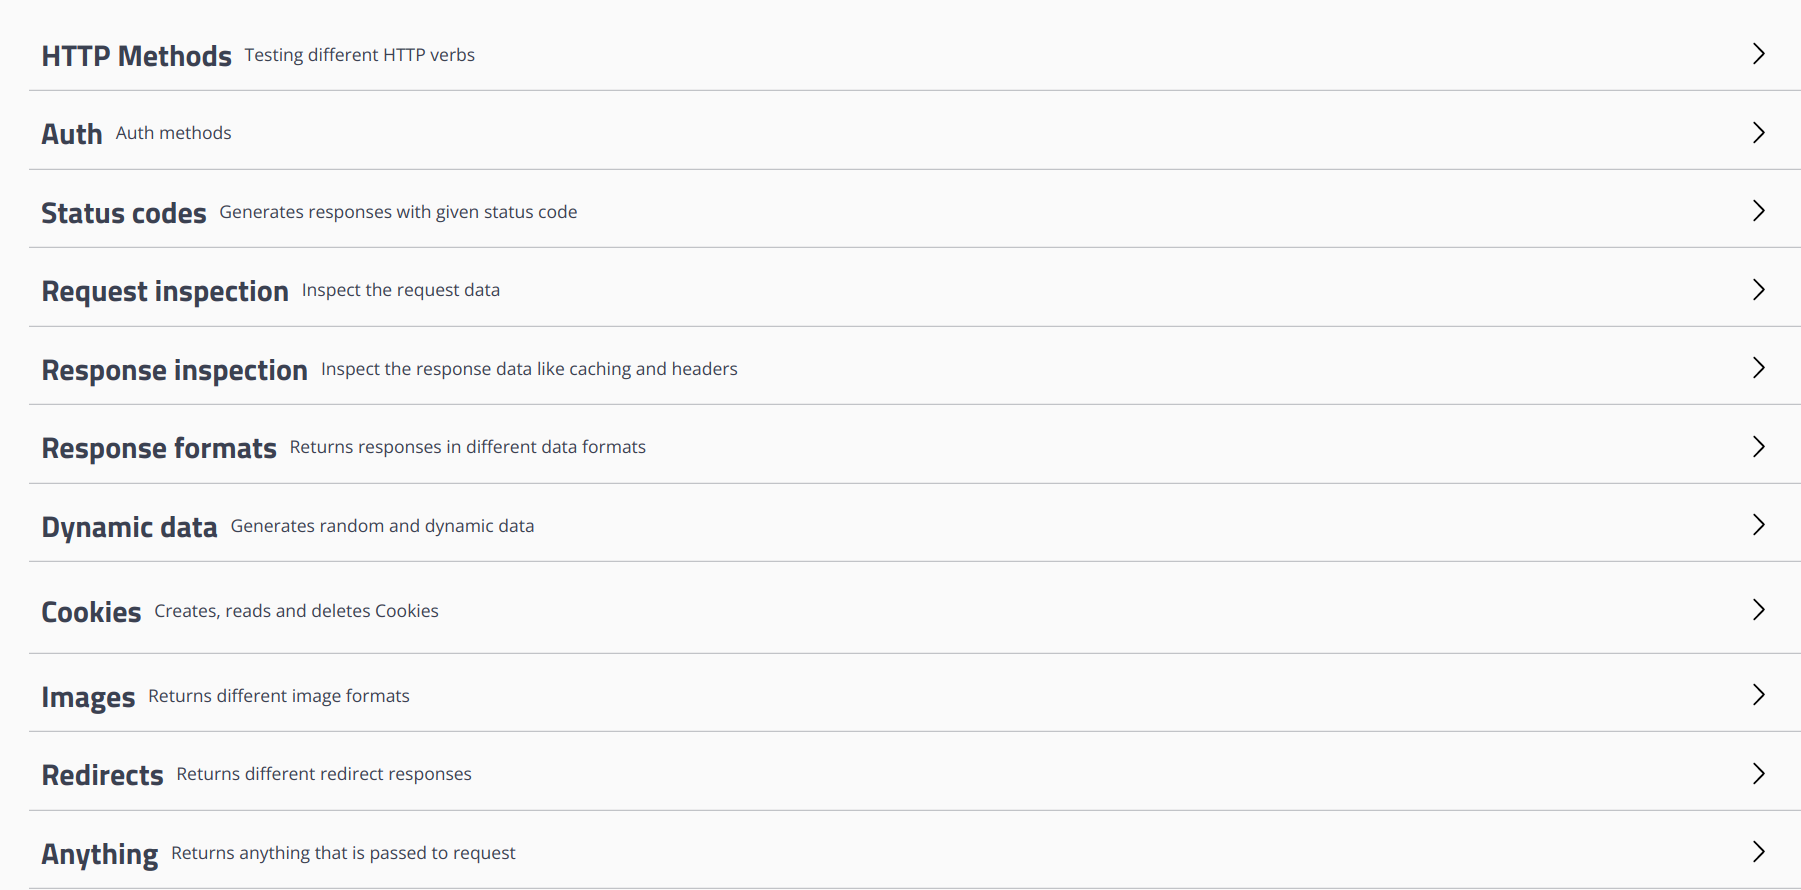 HTTP Methods Testing different HTTP verbs
Auth Auth methods
Status codes Generates responses with given status code
Request inspection Inspect the request data
Response inspection Inspect the response data like caching and headers
Response formats Returns responses in different data formats
Dynamic data Generates random and dynamic data
Cookies Creates, reads and deletes Cookies
Images Returns different image formats
Redirects Returns different redirect responses
Anything Returns anything that is passed to request